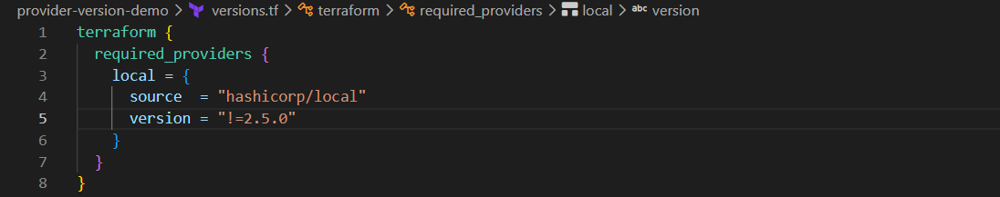 provider-version-demo > versions.tf > terraform > required_providers > local > abc version
1 terraform {
2   required_providers {
3     local = {
4       source  = "hashicorp/local"
5       version = "!=2.5.0"
6     }
7   }
8 }